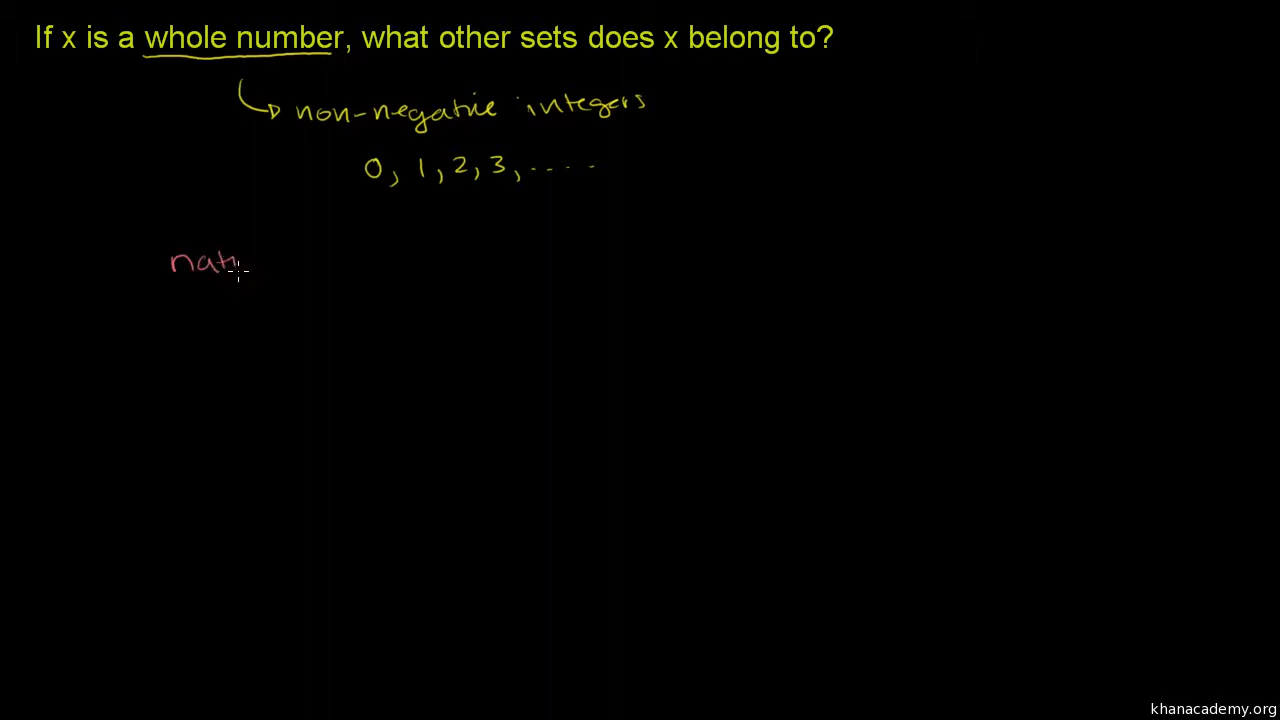 If x is a whole number, what other sets does x belong to?
non-negative integers
0, 1, 2, 3, .....
nat
khanacademy.org